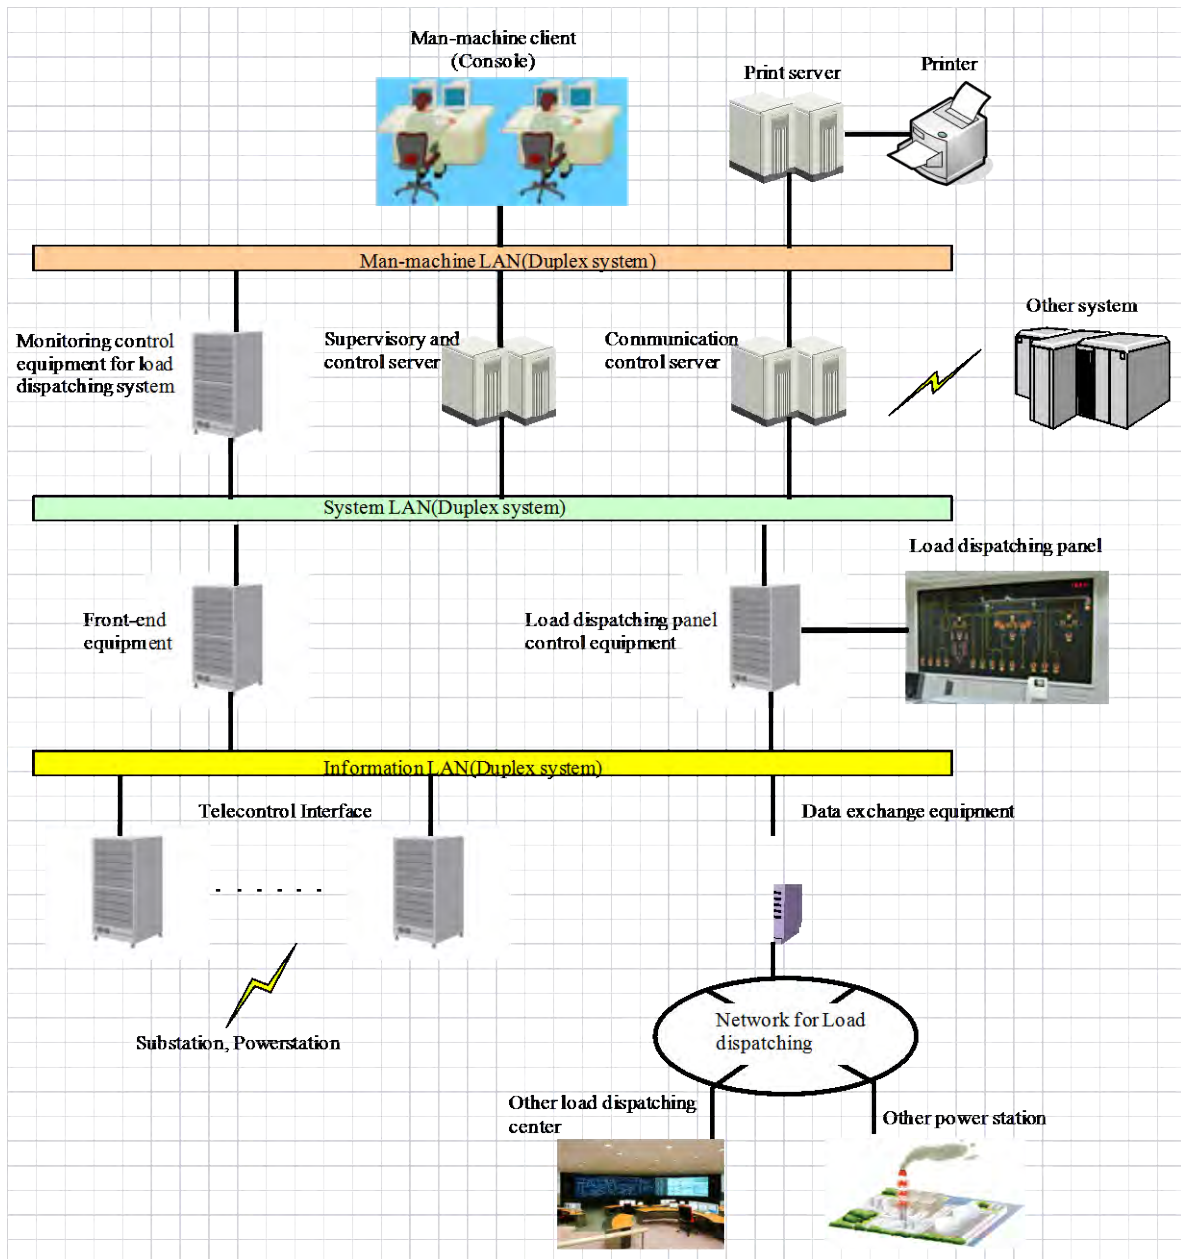 Man-machine client
(Console)
Print server
Printer
Man-machine LAN(Duplex system)
Monitoring control
equipment for load
dispatching system
Supervisory and
control server
Communication
control server
Other system
System LAN(Duplex system)
Front-end
equipment
Load dispatching panel
control equipment
Load dispatching panel
Information LAN(Duplex system)
Telecontrol Interface
Data exchange equipment
Substation, Powerstation
Network for Load
dispatching
Other load dispatching
center
Other power station